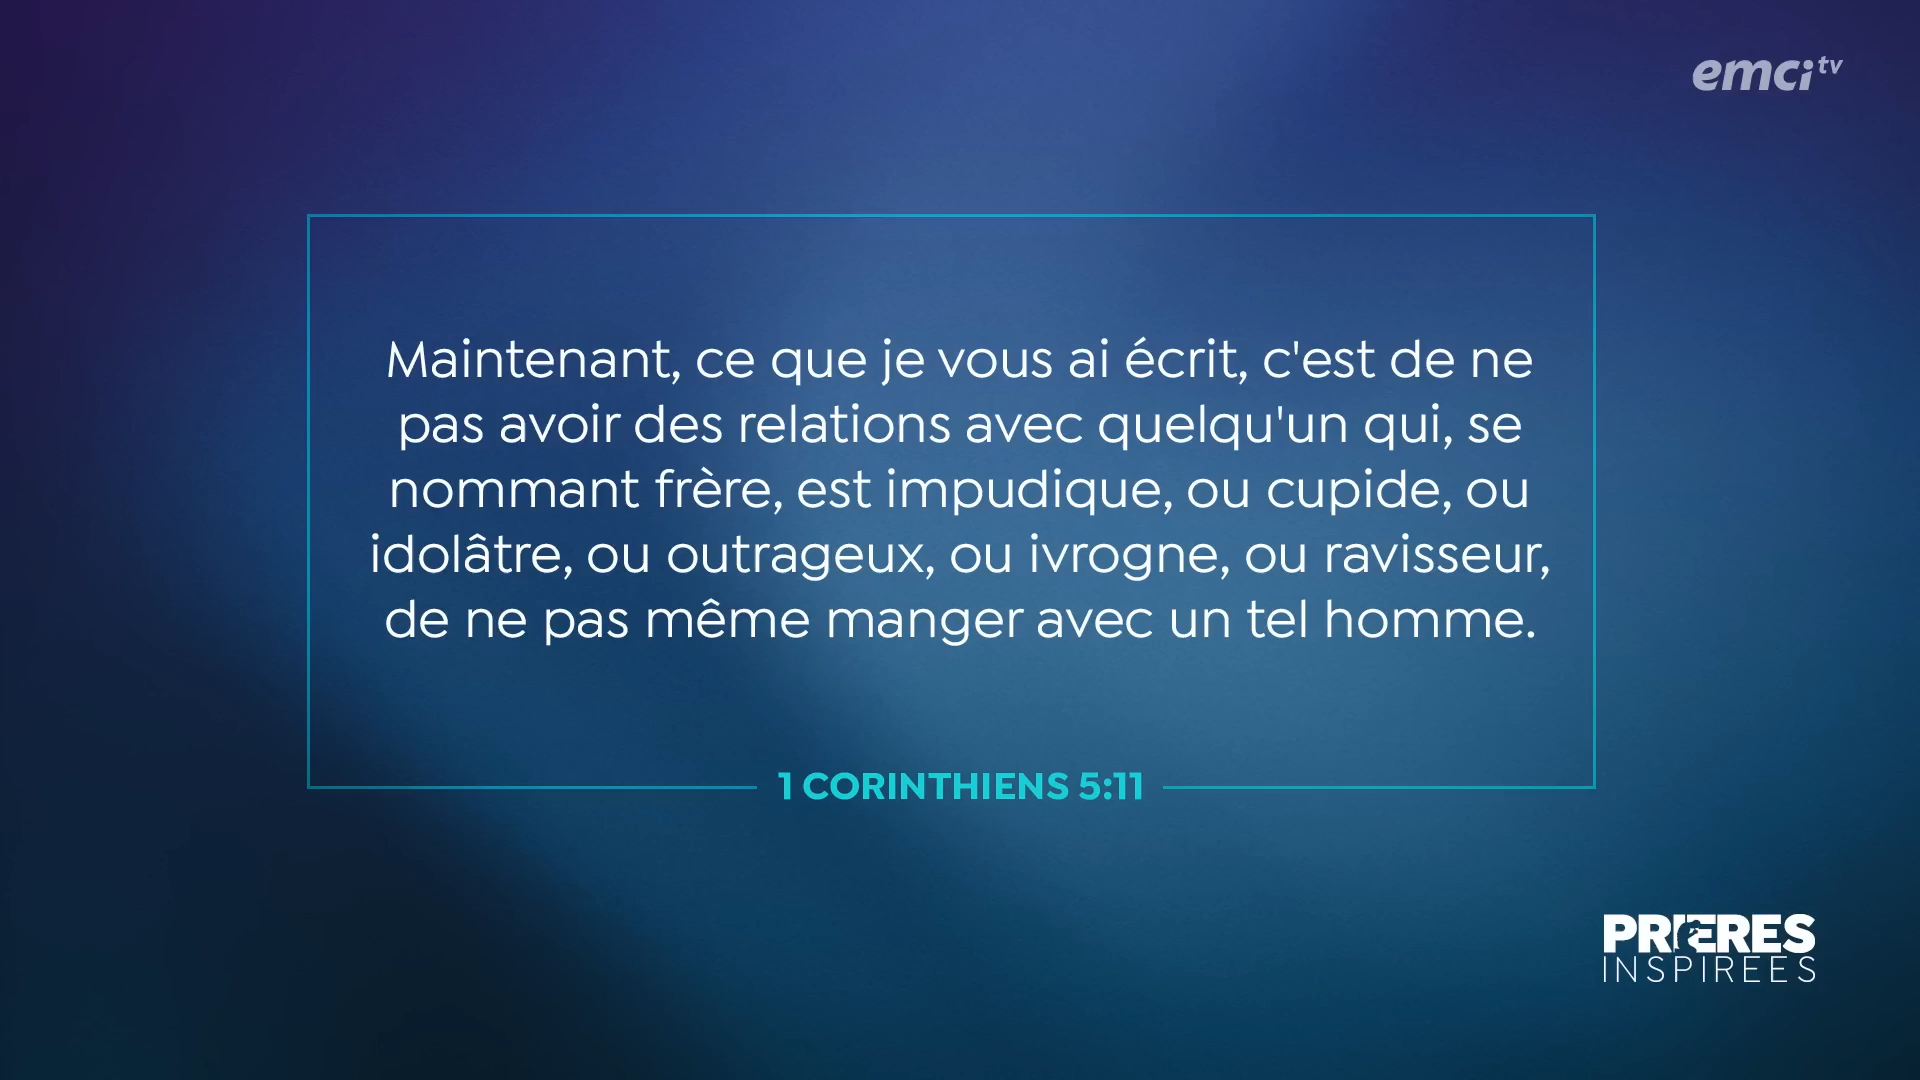 emci tv
Maintenant, ce que je vous ai écrit, c'est de ne
pas avoir des relations avec quelqu'un qui, se
nommant frère, est impudique, ou cupide, ou
idolâtre, ou outrageux, ou ivrogne, ou ravisseur,
de ne pas même manger avec un tel homme.
1 CORINTHIENS 5:11
PRIERES
INSPIREES